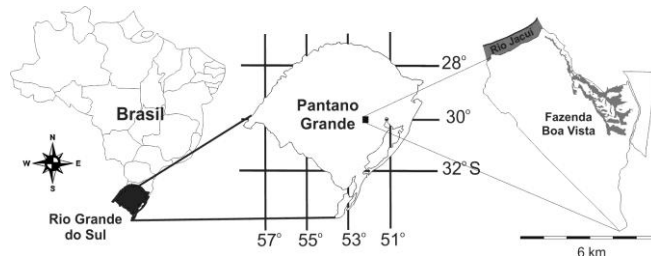 Brasil
N
W
E
S
Rio Grande
do Sul
Pantano
Grande
28°
30°
32°S
57°
55°
53°
51°
Rio Jacuí
Fazenda
Boa Vista
6 km